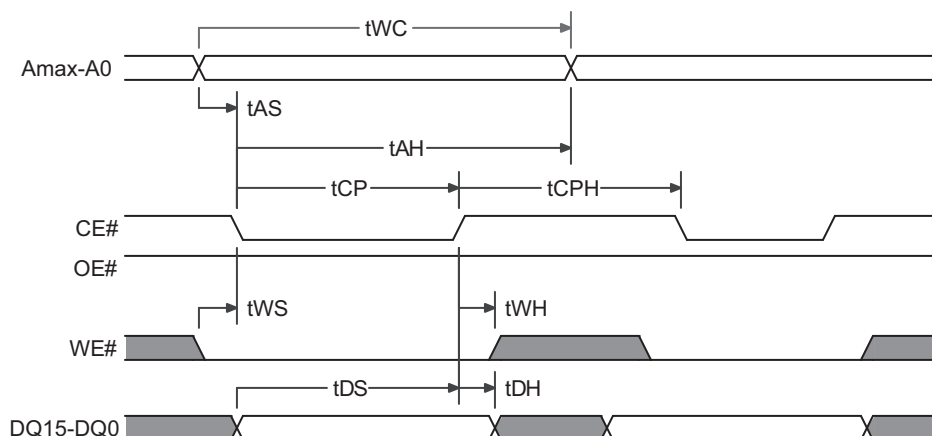 tWC
Amax-A0
tAS
tAH
tCP tCPH
CE#
OE#
tWS tWH
WE#
tDS tDH
DQ15-DQ0